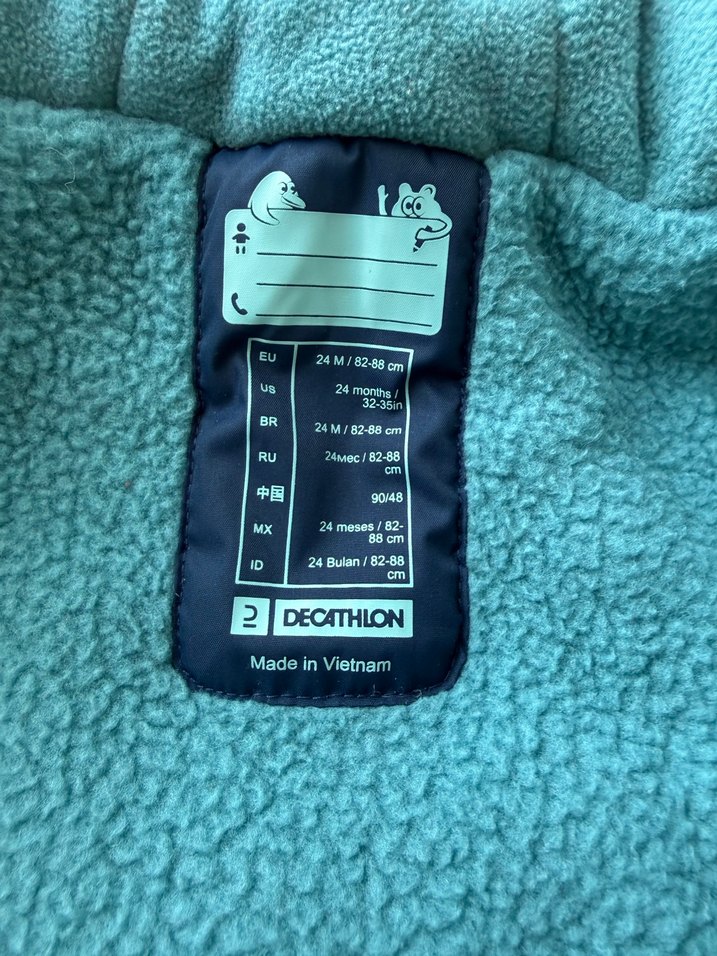 EU 24 M / 82-88 cm
US 24 months /
32-35in
BR 24 M / 82-88 cm
RU 24мес / 82-88
cm
中国 90/48
MX 24 meses / 82-
88 cm
ID 24 Bulan / 82-88
cm
DECATHLON
Made in Vietnam